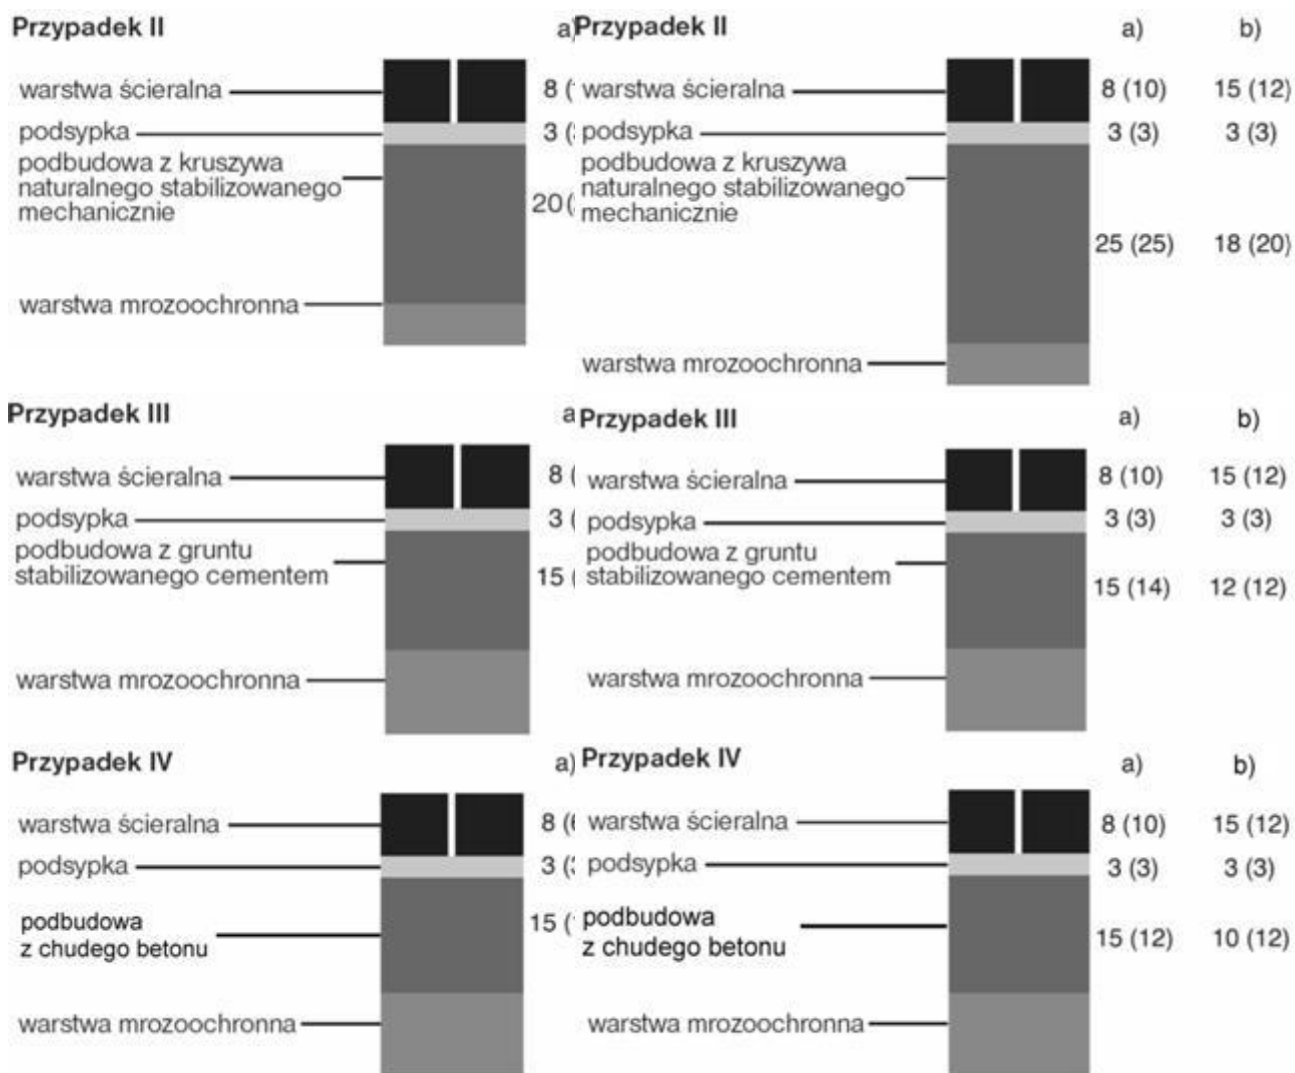 Przypadek II
a)
warstwa ścieralna
8 (
podsypka
3 (
podbudowa z kruszywa
naturalnego stabilizowanego
mechanicznie
20 (
warstwa mrozoochronna
Przypadek II
a) b)
warstwa ścieralna 8 (10) 15 (12)
podsypka 3 (3) 3 (3)
podbudowa z kruszywa
naturalnego stabilizowanego
mechanicznie
25 (25) 18 (20)
warstwa mrozoochronna
Przypadek III
a
warstwa ścieralna
8 (
podsypka
3 (
podbudowa z gruntu
stabilizowanego cementem
15 (
warstwa mrozoochronna
Przypadek III
a) b)
warstwa ścieralna 8 (10) 15 (12)
podsypka 3 (3) 3 (3)
podbudowa z gruntu
stabilizowanego cementem
15 (14) 12 (12)
warstwa mrozoochronna
Przypadek IV
a)
warstwa ścieralna
8 (
podsypka
3 (
podbudowa
z chudego betonu
15 (
warstwa mrozoochronna
Przypadek IV
a) b)
warstwa ścieralna 8 (10) 15 (12)
podsypka 3 (3) 3 (3)
podbudowa
z chudego betonu
15 (12) 10 (12)
warstwa mrozoochronna